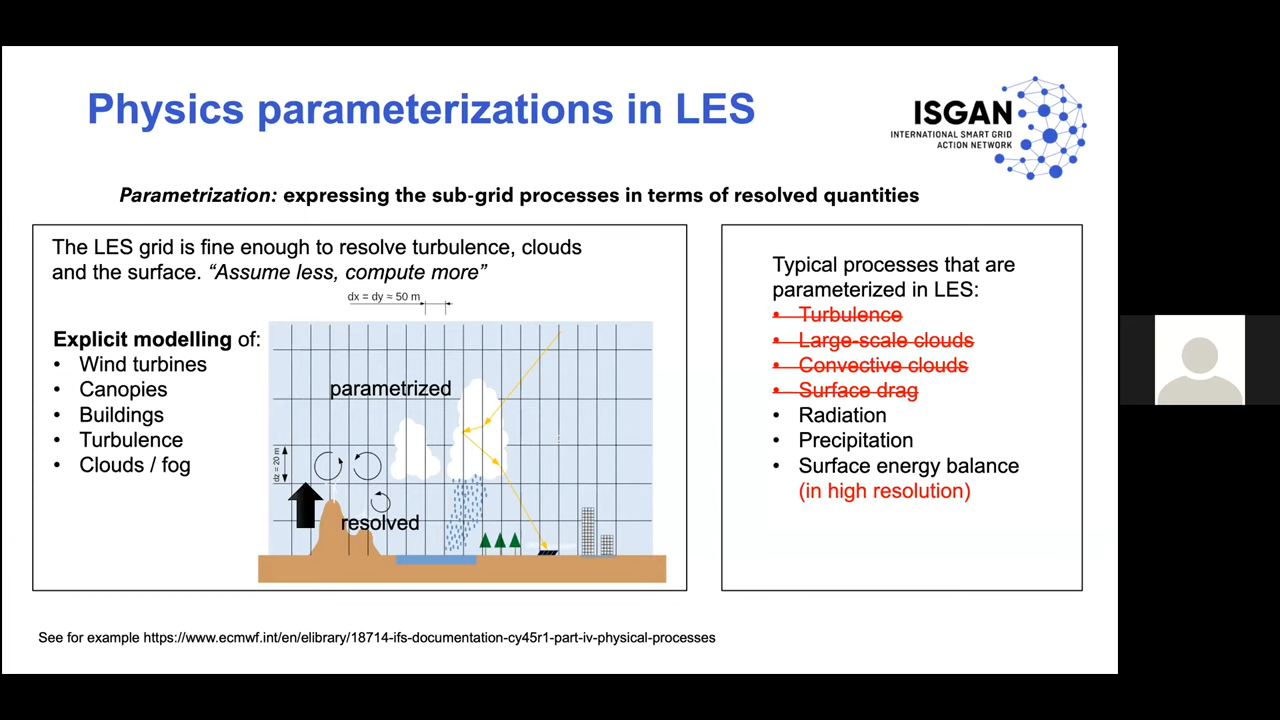 Physics parameterizations in LES
ISGAN
INTERNATIONAL SMART GRID
ACTION NETWORK
Parametrization: expressing the sub-grid processes in terms of resolved quantities
The LES grid is fine enough to resolve turbulence, clouds
and the surface. “Assume less, compute more”
dx = dy ≈ 50 m
Explicit modelling of:
• Wind turbines
• Canopies
• Buildings
• Turbulence
• Clouds / fog
parametrized
dz = 20 m
resolved
Typical processes that are
parameterized in LES:
• Turbulence
• Large-scale clouds
• Convective clouds
• Surface drag
• Radiation
• Precipitation
• Surface energy balance
(in high resolution)
See for example https://www.ecmwf.int/en/elibrary/18714-ifs-documentation-cy45r1-part-iv-physical-processes